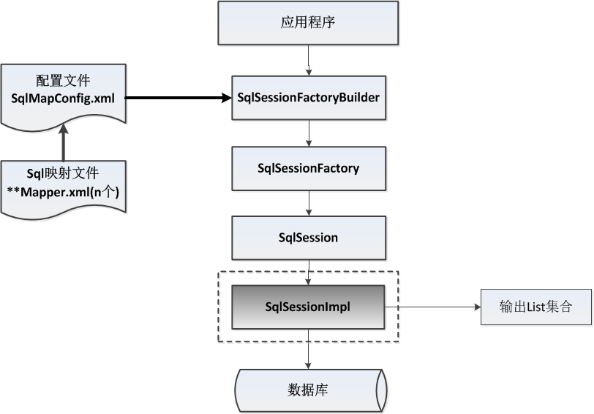 应用程序
配置文件
SqlMapConfig.xml
SqlSessionFactoryBuilder
Sql映射文件
**Mapper.xml(n个)
SqlSessionFactory
SqlSession
SqlSessionImpl
输出List集合
数据库